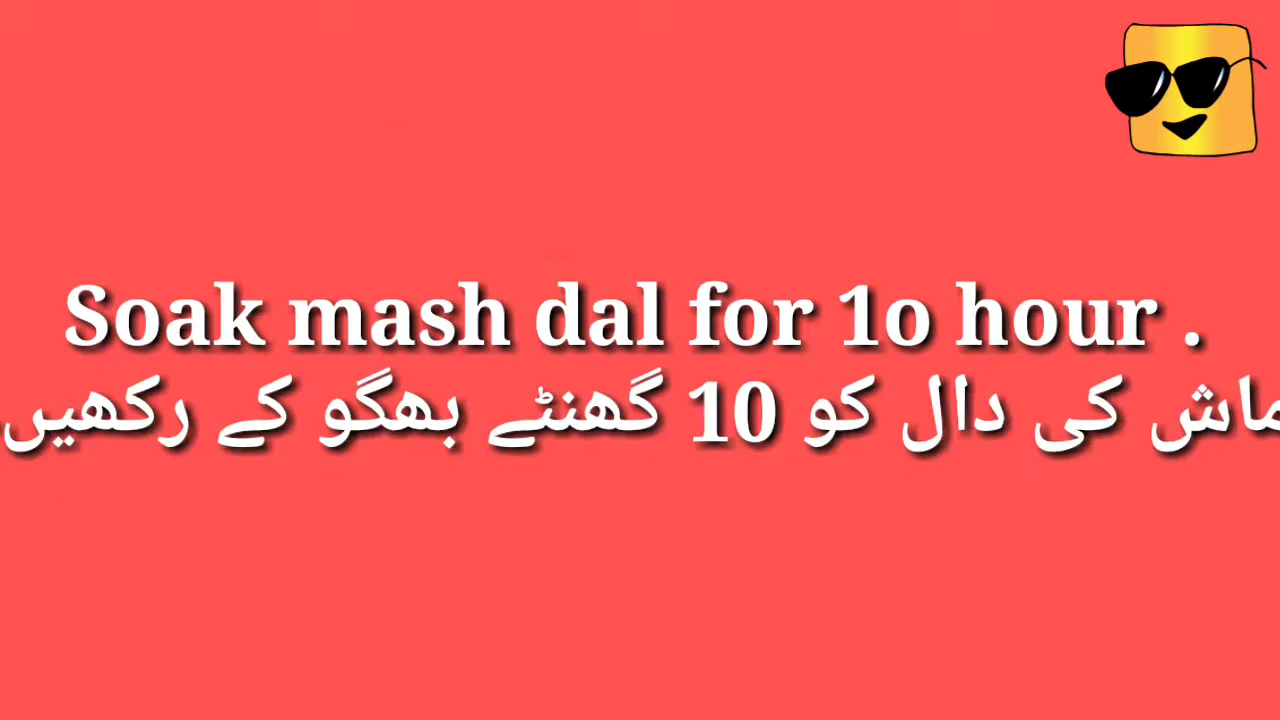 Soak mash dal for 1o hour .
ماش کی دال کو 10 گھنٹے بھگو کے رکھیں